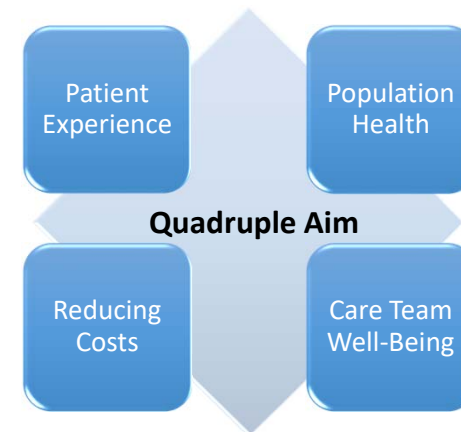 Patient
Experience
Population
Health
Quadruple Aim
Reducing
Costs
Care Team
Well-Being